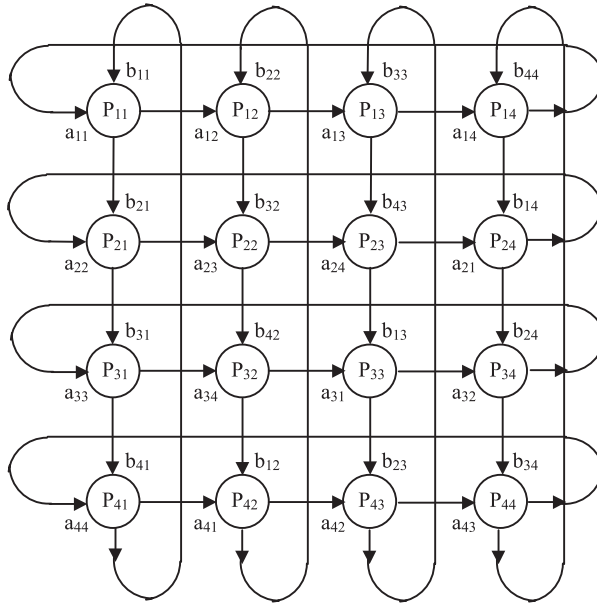 b₁₁ b₂₂ b₃₃ b₄₄
P₁₁ P₁₂ P₁₃ P₁₄
a₁₁ a₁₂ a₁₃ a₁₄
b₂₁ b₃₂ b₄₃ b₁₄
P₂₁ P₂₂ P₂₃ P₂₄
a₂₂ a₂₃ a₂₄ a₂₁
b₃₁ b₄₂ b₁₃ b₂₄
P₃₁ P₃₂ P₃₃ P₃₄
a₃₃ a₃₄ a₃₁ a₃₂
b₄₁ b₁₂ b₂₃ b₃₄
P₄₁ P₄₂ P₄₃ P₄₄
a₄₄ a₄₁ a₄₂ a₄₃